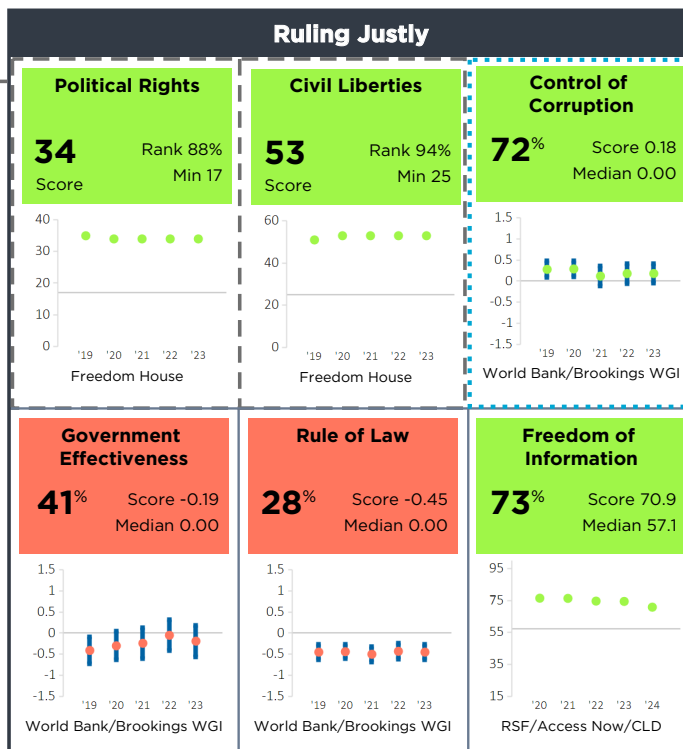 Ruling Justly
Political Rights
34
Score
Rank 88%
Min 17
40
30
20
10
0
'19 '20 '21 '22 '23
Freedom House
Civil Liberties
53
Score
Rank 94%
Min 25
60
40
20
0
'19 '20 '21 '22 '23
Freedom House
Control of
Corruption
72%
Score 0.18
Median 0.00
1.5
1
0.5
0
-0.5
-1
-1.5
'19 '20 '21 '22 '23
World Bank/Brookings WGI
Government
Effectiveness
41%
Score -0.19
Median 0.00
1.5
1
0.5
0
-0.5
-1
-1.5
'19 '20 '21 '22 '23
World Bank/Brookings WGI
Rule of Law
28%
Score -0.45
Median 0.00
1.5
1
0.5
0
-0.5
-1
-1.5
'19 '20 '21 '22 '23
World Bank/Brookings WGI
Freedom of
Information
73%
Score 70.9
Median 57.1
95
75
55
35
15
'20 '21 '22 '23 '24
RSF/Access Now/CLD